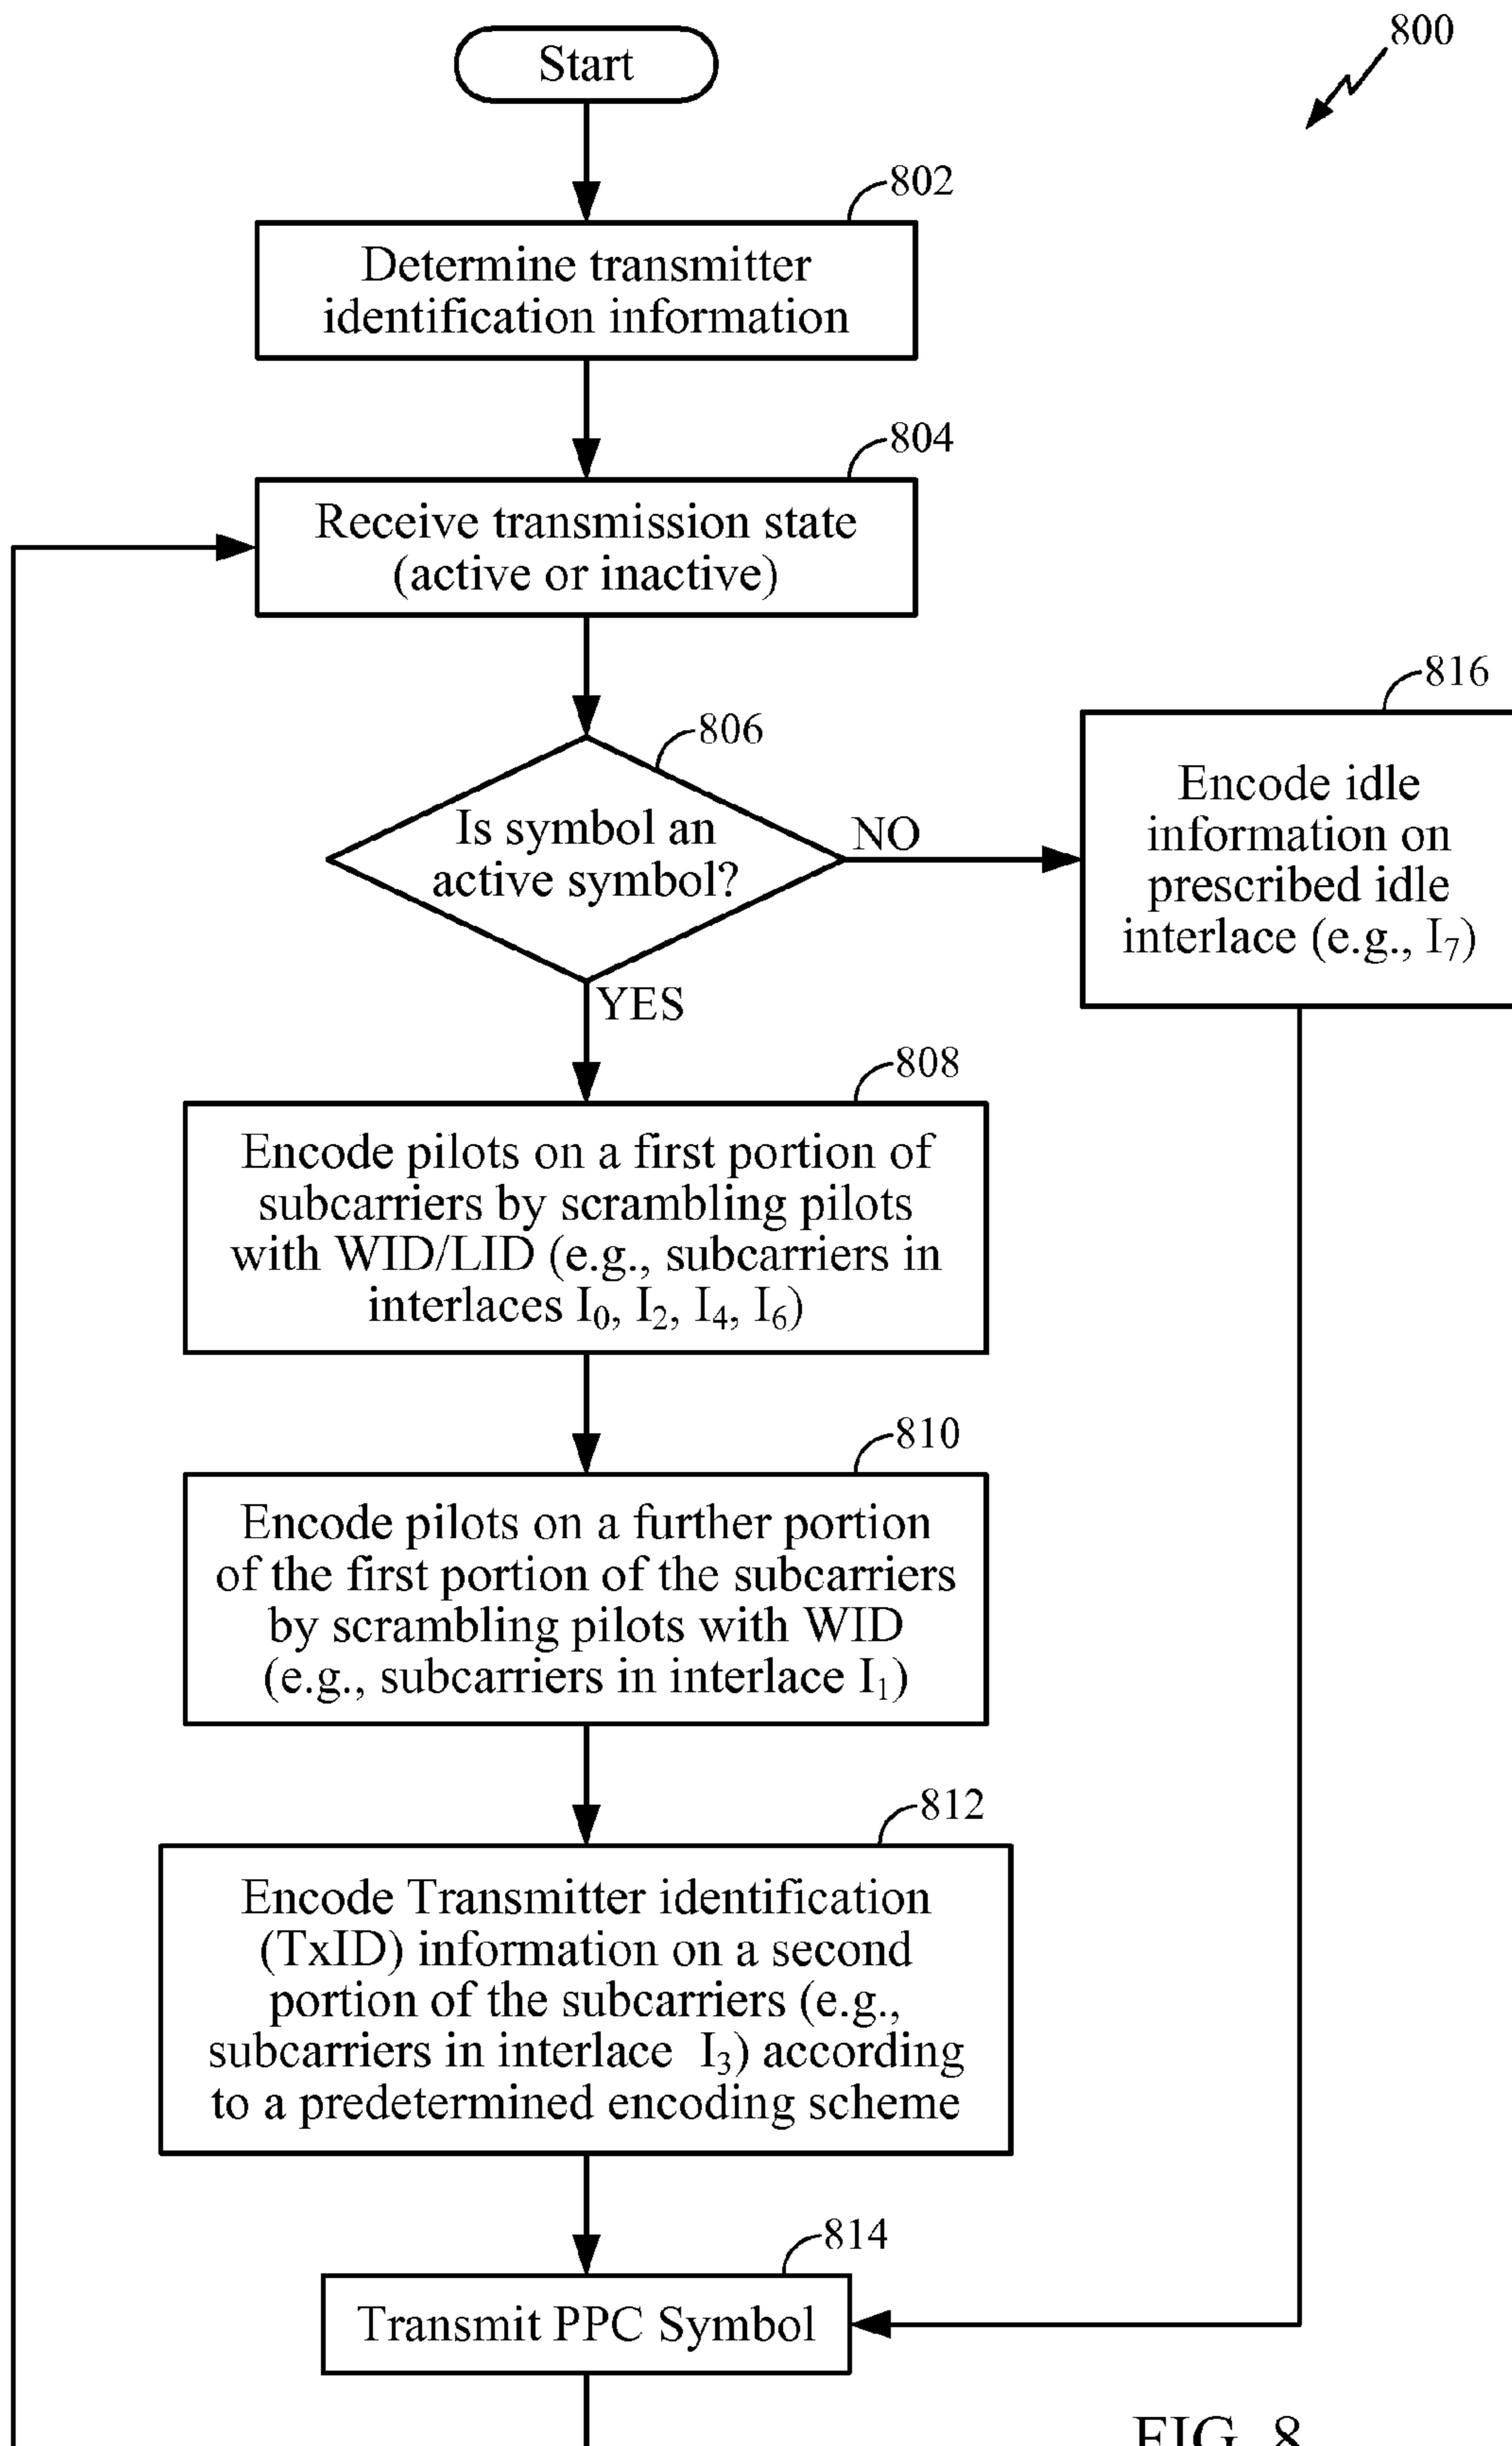 800
Start
802
Determine transmitter
identification information
804
Receive transmission state
(active or inactive)
806
Is symbol an
active symbol?
NO
YES
816
Encode idle
information on
prescribed idle
interlace (e.g., I₇)
808
Encode pilots on a first portion of
subcarriers by scrambling pilots
with WID/LID (e.g., subcarriers in
interlaces I₀, I₂, I₄, I₆)
810
Encode pilots on a further portion
of the first portion of the subcarriers
by scrambling pilots with WID
(e.g., subcarriers in interlace I₁)
812
Encode Transmitter identification
(TxID) information on a second
portion of the subcarriers (e.g.,
subcarriers in interlace I₃) according
to a predetermined encoding scheme
814
Transmit PPC Symbol
FIG. 8